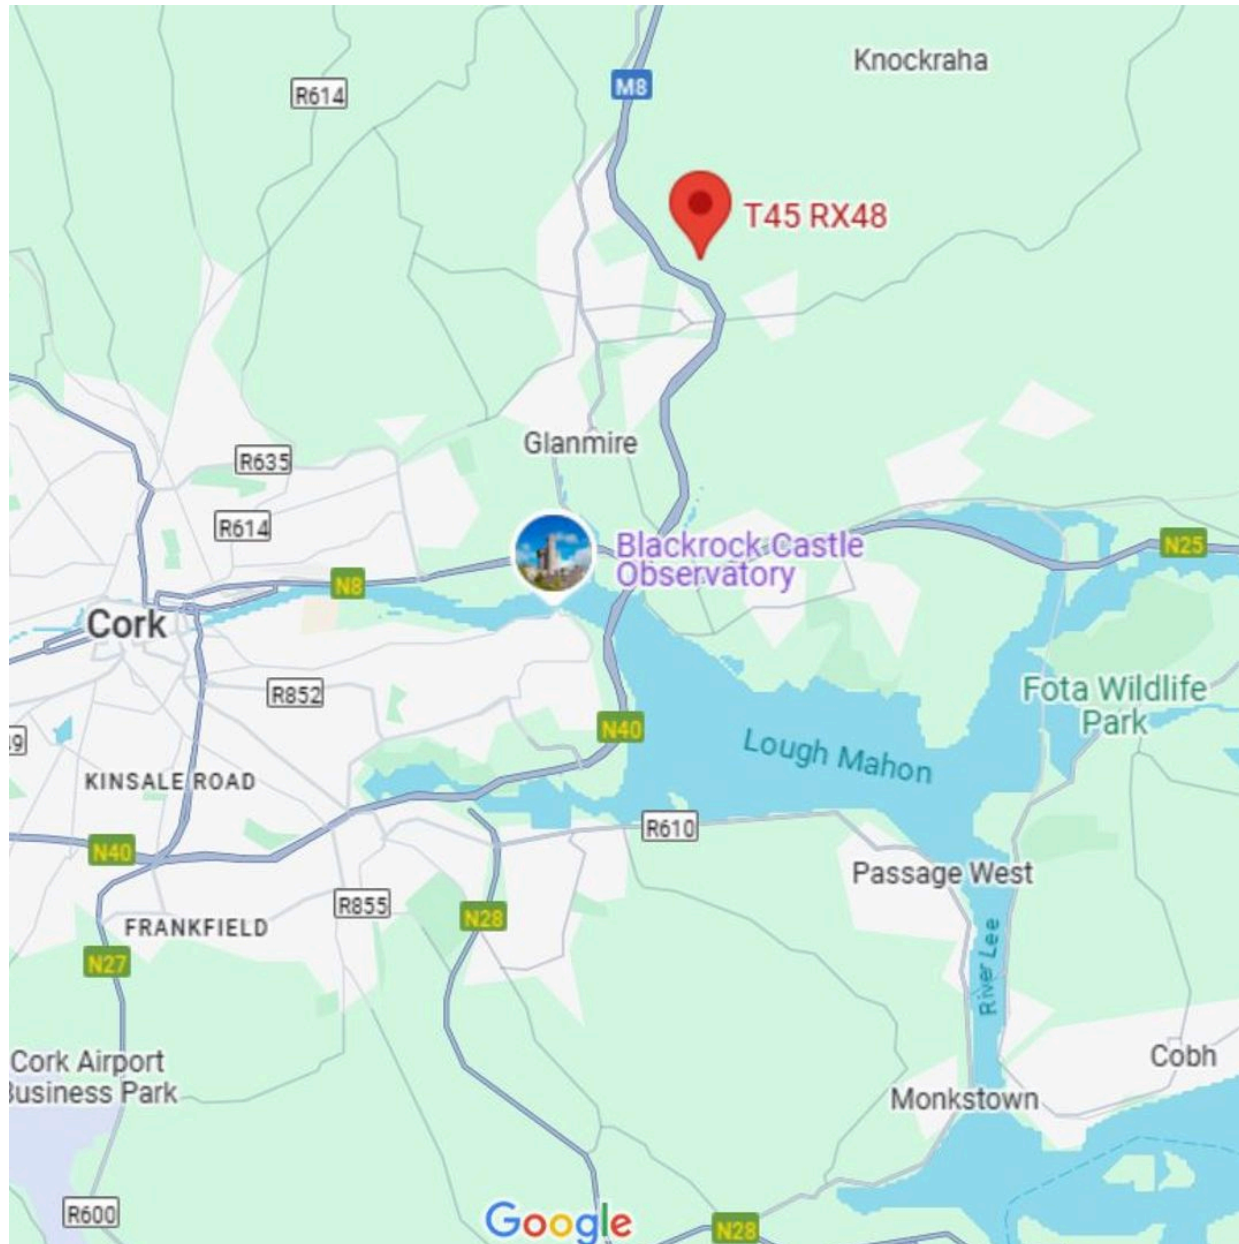 Knockraha
M8
R614
T45 RX48
Glanmire
R635
R614
Blackrock Castle
Observatory
N25
N8
Cork
R852
Fota Wildlife
Park
N40
9
Lough Mahon
KINSALE ROAD
R610
N40
Passage West
R855
N28
FRANKFIELD
River Lee
N27
Cork Airport
Business Park
Cobh
Monkstown
R600
Google
N28